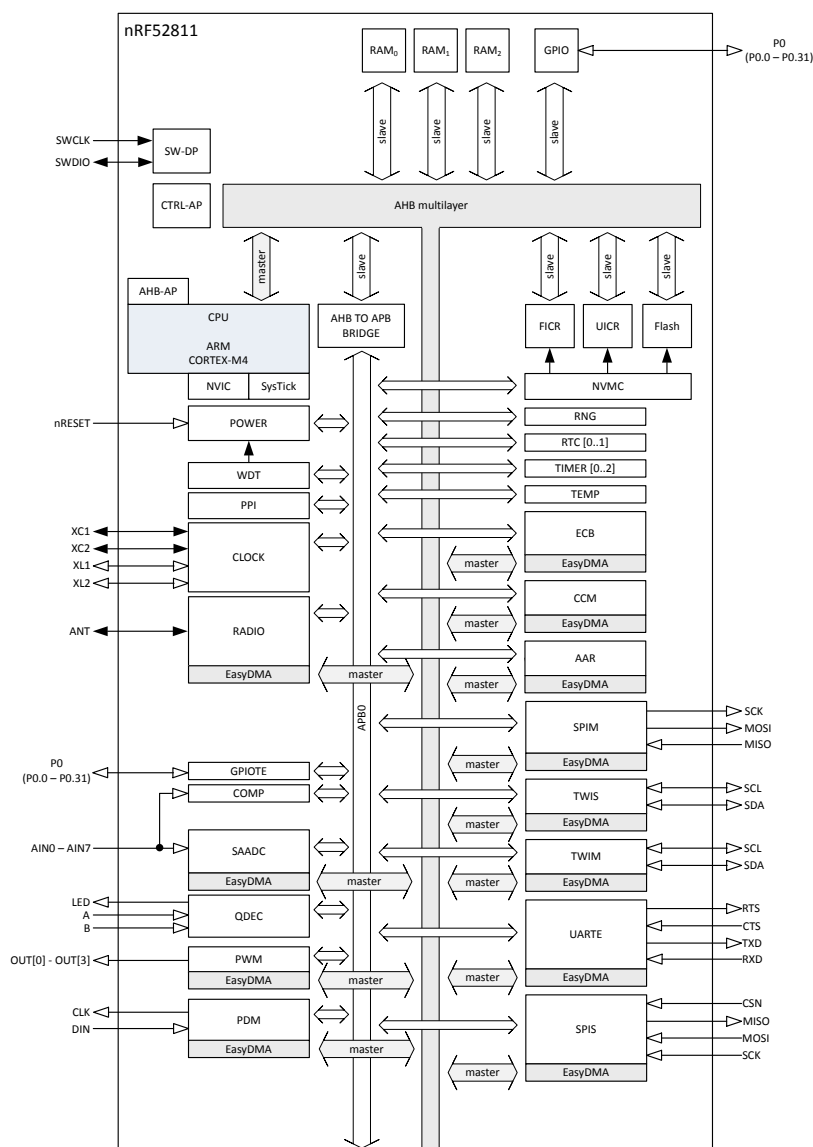 nRF52811
RAM0 RAM1 RAM2 GPIO
P0
(P0.0 – P0.31)
slave slave slave slave
SWCLK
SWDIO
SW-DP
CTRL-AP
AHB multilayer
master slave slave slave slave
AHB-AP
CPU
ARM
CORTEX-M4
NVIC SysTick
AHB TO APB
BRIDGE
FICR UICR Flash
NVMC
nRESET
POWER
RNG
RTC [0..1]
WDT
TIMER [0..2]
PPI
TEMP
XC1
XC2
XL1
XL2
CLOCK
ECB
master EasyDMA
CCM
master EasyDMA
ANT
RADIO
EasyDMA master
AAR
master EasyDMA
APB0
SPIM
master EasyDMA
SCK
MOSI
MISO
P0
(P0.0 – P0.31)
GPIOTE
COMP
TWIS
master EasyDMA
SCL
SDA
AIN0 – AIN7
SAADC
EasyDMA master
TWIM
master EasyDMA
SCL
SDA
LED
A
B
QDEC
UARTE
master EasyDMA
RTS
CTS
TXD
RXD
OUT[0] - OUT[3]
PWM
EasyDMA master
CLK
DIN
PDM
EasyDMA master
SPIS
master EasyDMA
CSN
MISO
MOSI
SCK